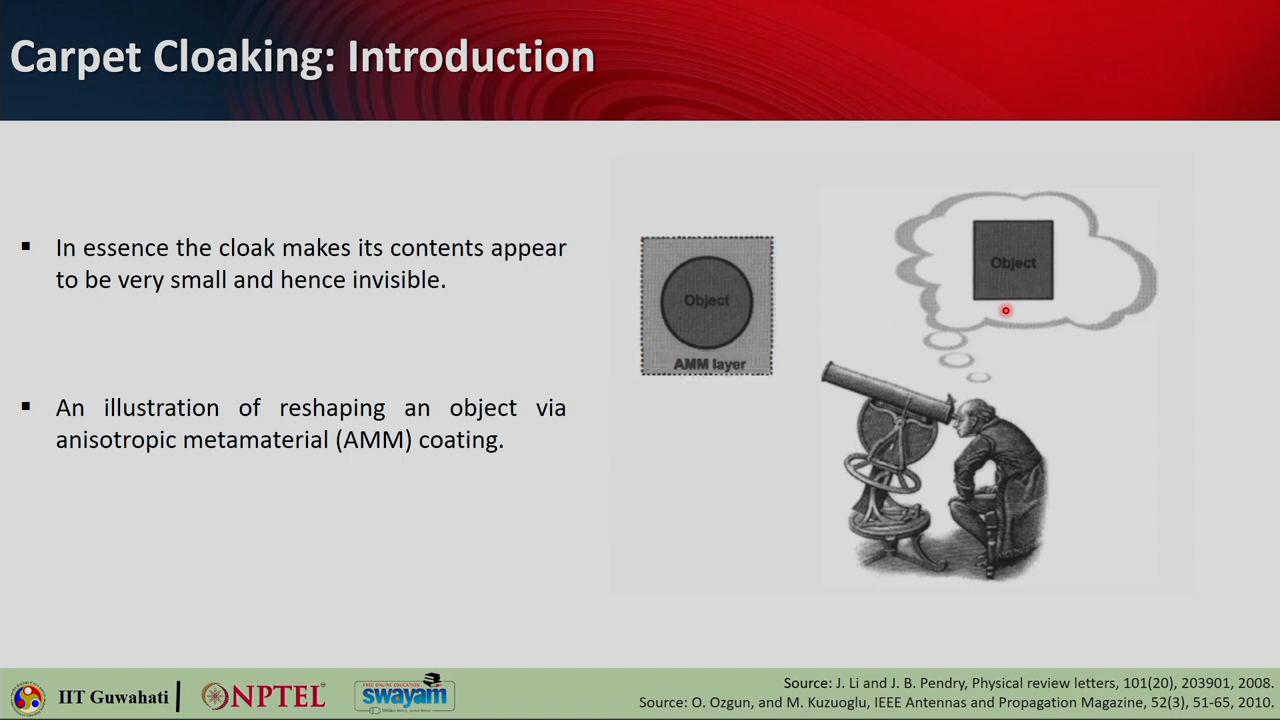 Carpet Cloaking: Introduction
▪ In essence the cloak makes its contents appear
to be very small and hence invisible.
▪ An illustration of reshaping an object via
anisotropic metamaterial (AMM) coating.
Object
AMM layer
Object
IIT Guwahati
NPTEL
FREE ONLINE EDUCATION
swayam
Source: J. Li and J. B. Pendry, Physical review letters, 101(20), 203901, 2008.
Source: O. Ozgun, and M. Kuzuoglu, IEEE Antennas and Propagation Magazine, 52(3), 51-65, 2010.